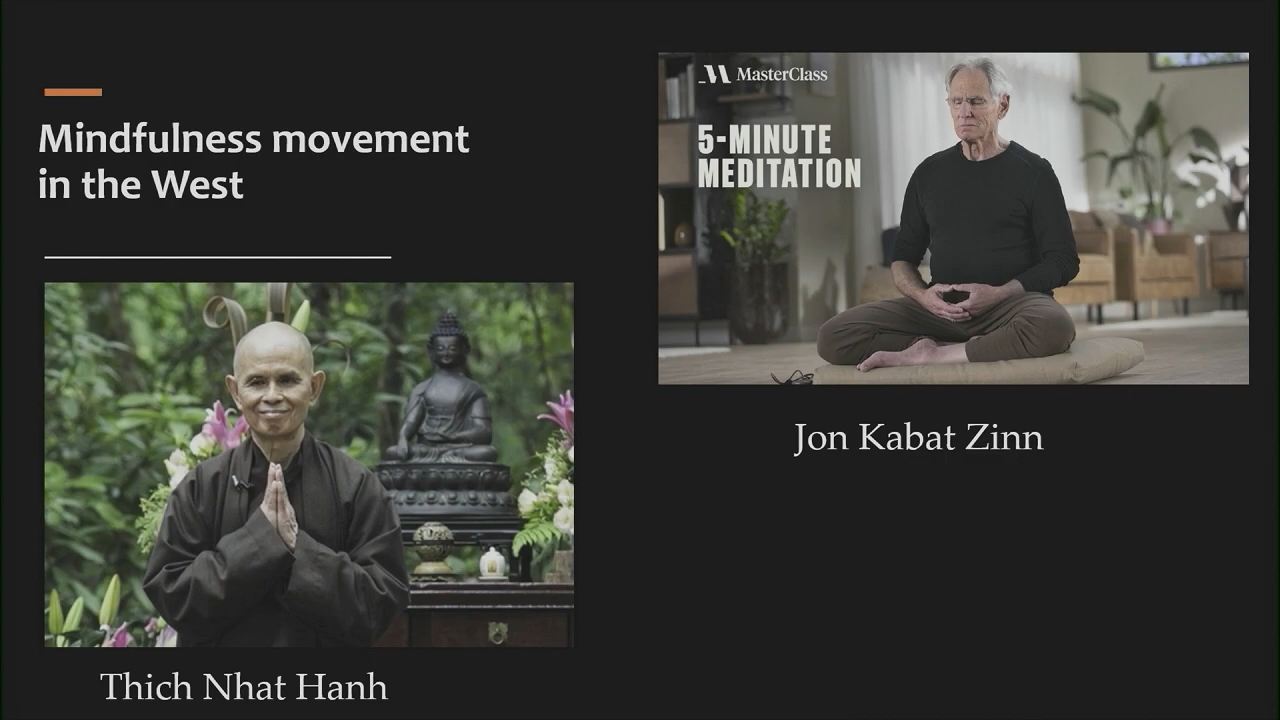 Mindfulness movement
in the West
MasterClass
5-MINUTE
MEDITATION
Jon Kabat Zinn
Thich Nhat Hanh